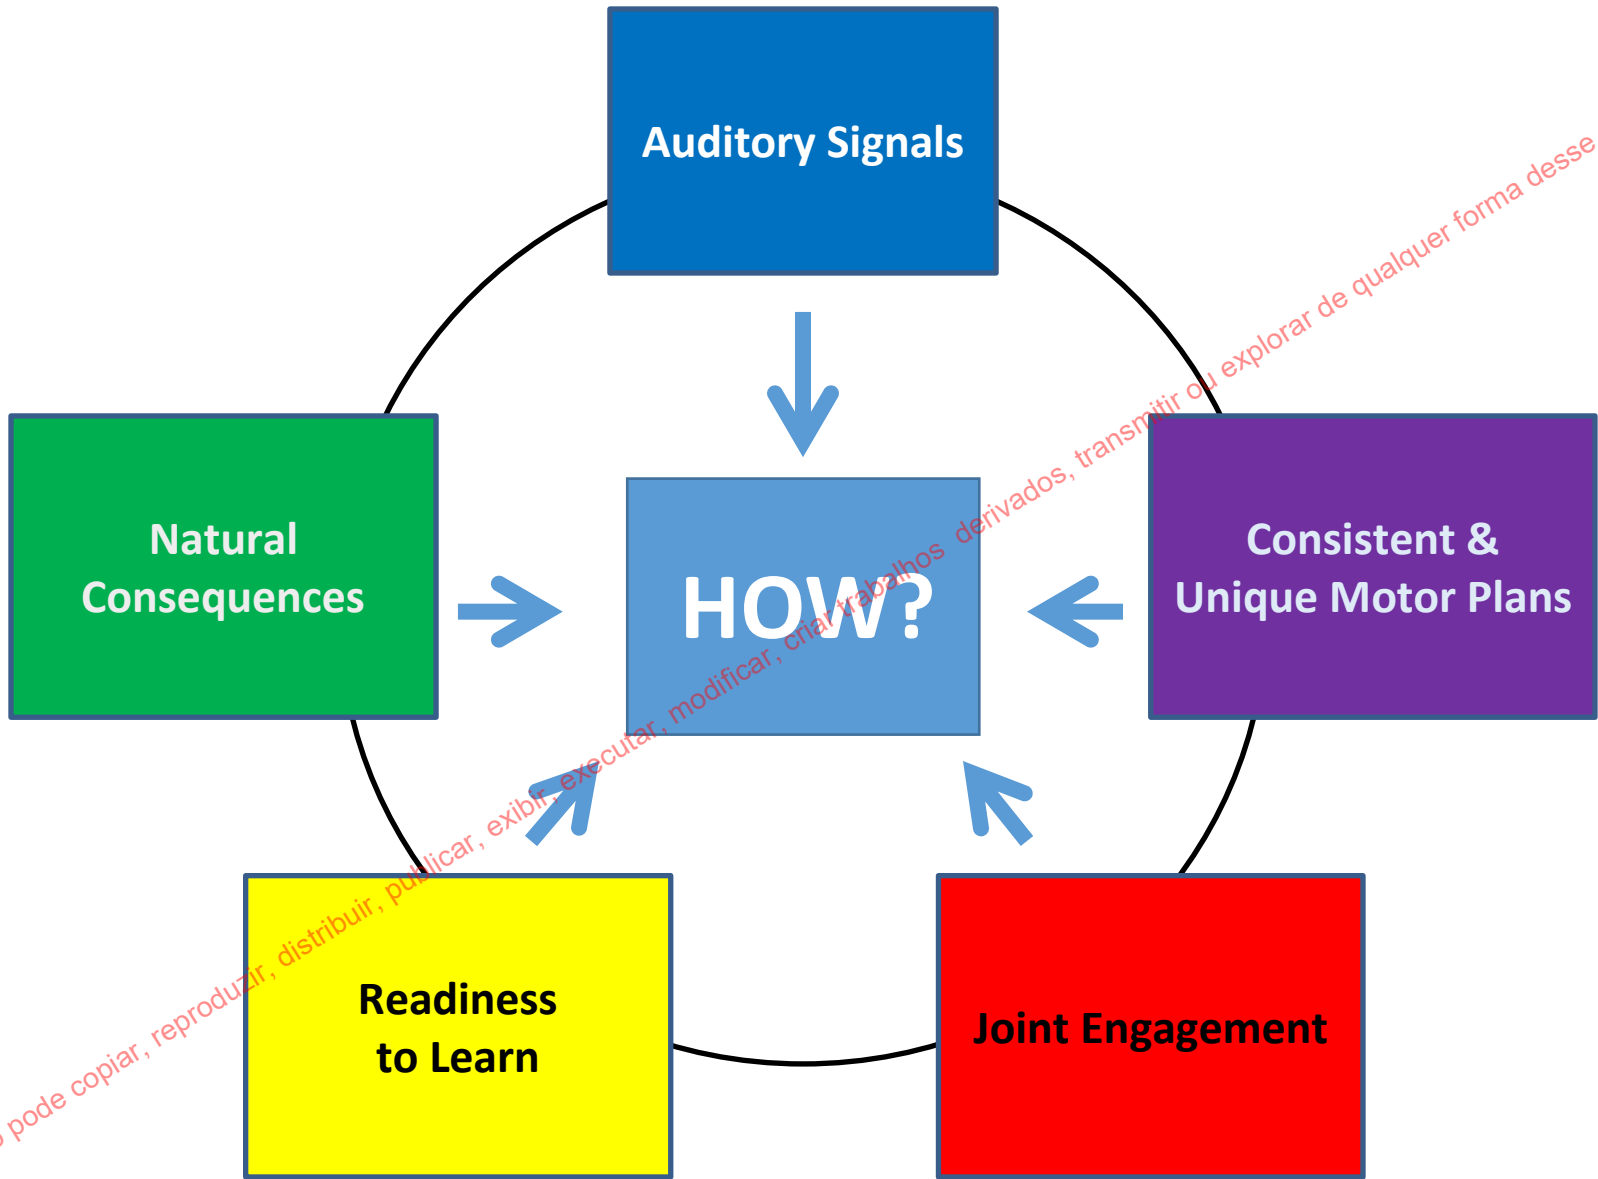 Auditory Signals
Natural
Consequences
HOW?
Consistent &
Unique Motor Plans
Readiness
to Learn
Joint Engagement
pode copiar, reproduzir, distribuir, publicar, exibir, executar, modificar, criar trabalhos derivados, transmitir ou explorar de qualquer forma desse